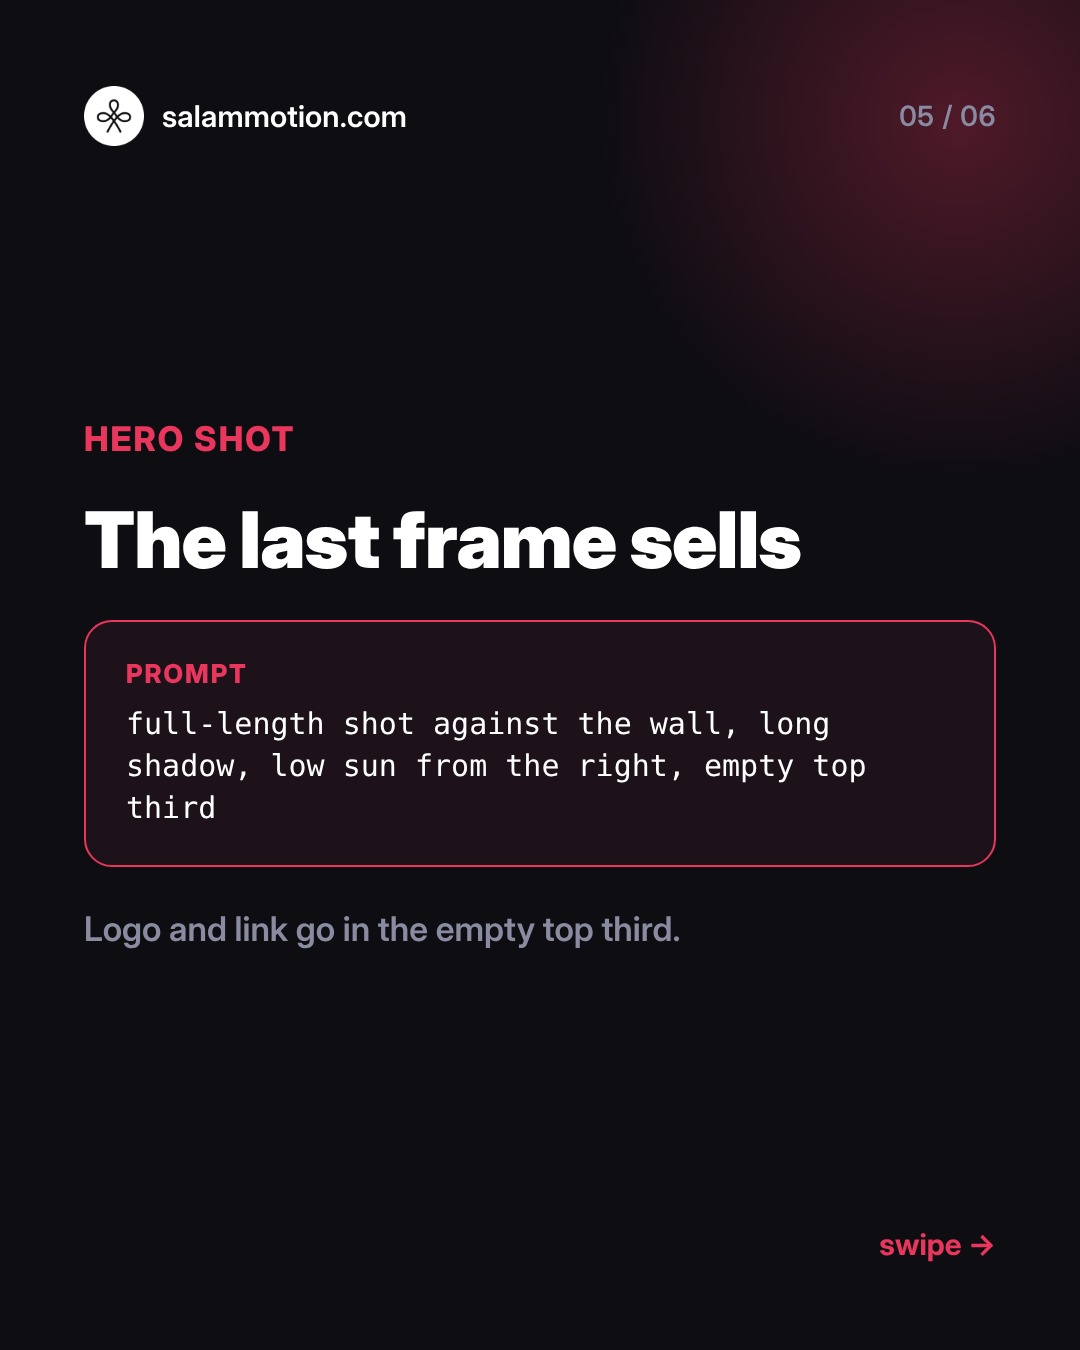 salammotion.com
05 / 06
HERO SHOT
The last frame sells
PROMPT
full-length shot against the wall, long
shadow, low sun from the right, empty top
third
Logo and link go in the empty top third.
swipe →